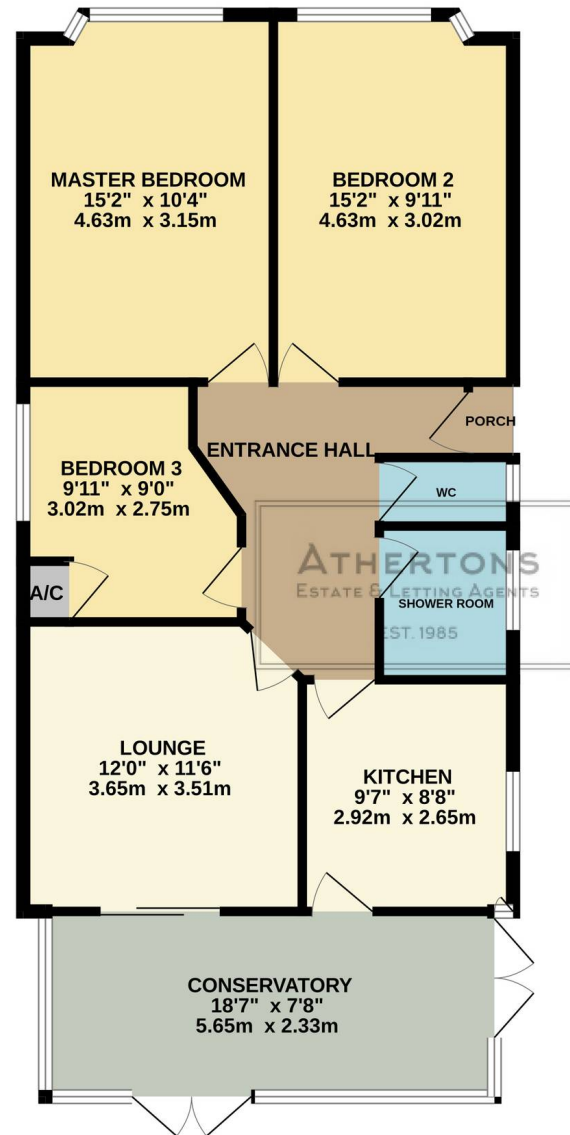 MASTER BEDROOM
15'2" x 10'4"
4.63m x 3.15m
BEDROOM 2
15'2" x 9'11"
4.63m x 3.02m
PORCH
ENTRANCE HALL
BEDROOM 3
9'11" x 9'0"
3.02m x 2.75m
WC
A/C
ATHERTONS
ESTATE & LETTING AGENTS
SHOWER ROOM
EST. 1985
LOUNGE
12'0" x 11'6"
3.65m x 3.51m
KITCHEN
9'7" x 8'8"
2.92m x 2.65m
CONSERVATORY
18'7" x 7'8"
5.65m x 2.33m